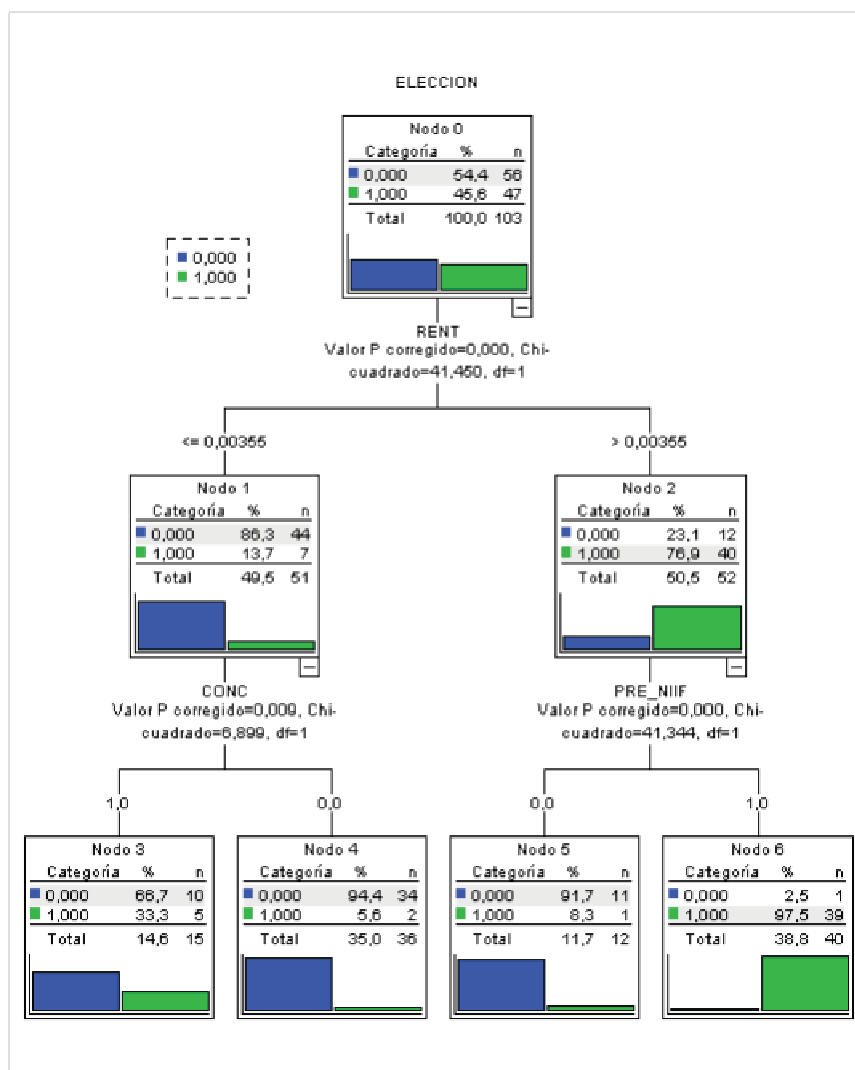 ELECCION
Nodo 0
Categoría % n
0,000 54,4 56
1,000 45,6 47
Total 100,0 103
0,000
1,000
RENT
Valor P corregido=0,000, Chi-
cuadrado=41,450, df=1
<= 0,00355
> 0,00355
Nodo 1
Categoría % n
0,000 86,3 44
1,000 13,7 7
Total 49,5 51
Nodo 2
Categoría % n
0,000 23,1 12
1,000 76,9 40
Total 50,5 52
CONC
Valor P corregido=0,009, Chi-
cuadrado=6,899, df=1
PRE_NIIF
Valor P corregido=0,000, Chi-
cuadrado=41,344, df=1
1,0
0,0
0,0
1,0
Nodo 3
Categoría % n
0,000 66,7 10
1,000 33,3 5
Total 14,6 15
Nodo 4
Categoría % n
0,000 94,4 34
1,000 5,6 2
Total 35,0 36
Nodo 5
Categoría % n
0,000 91,7 11
1,000 8,3 1
Total 11,7 12
Nodo 6
Categoría % n
0,000 2,5 1
1,000 97,5 39
Total 38,8 40